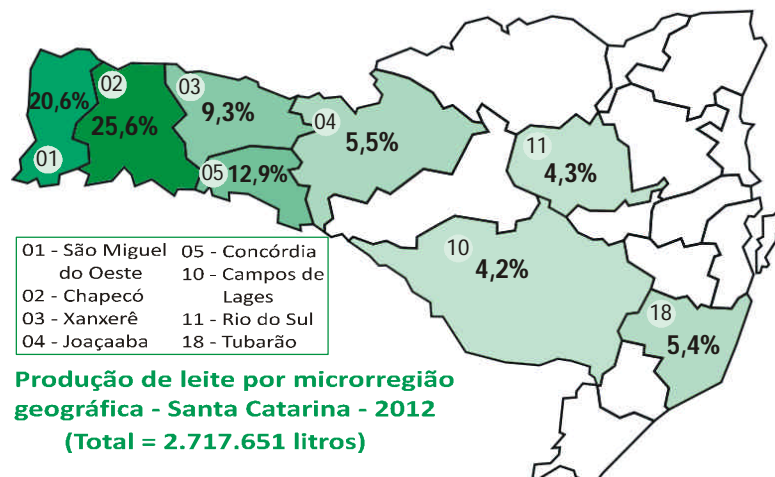 02
03
20,6%
9,3%
25,6%
04
5,5%
11
01
05
12,9%
4,3%
10
4,2%
18
5,4%
01 - São Miguel
do Oeste
02 - Chapecó
03 - Xanxerê
04 - Joaçaaba
05 - Concórdia
10 - Campos de
Lages
11 - Rio do Sul
18 - Tubarão
Produção de leite por microrregião
geográfica - Santa Catarina - 2012
(Total = 2.717.651 litros)